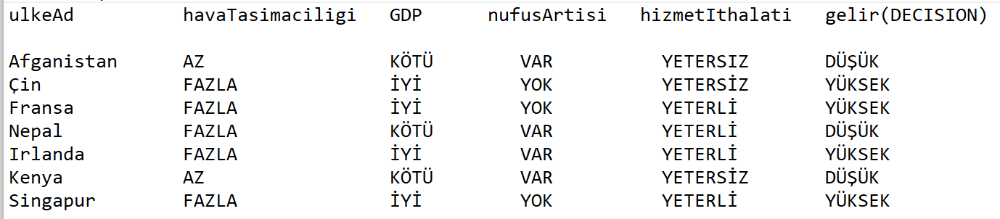 ulkeAd havaTasimaciligi GDP nufusArtisi hizmetIthalati gelir(DECISION)
Afganistan AZ KÖTÜ VAR YETERSIZ DÜŞÜK
Çin FAZLA İYİ YOK YETERSİZ YÜKSEK
Fransa FAZLA İYİ YOK YETERLİ YÜKSEK
Nepal FAZLA KÖTÜ VAR YETERLİ DÜŞÜK
Irlanda FAZLA İYİ VAR YETERLİ YÜKSEK
Kenya AZ KÖTÜ VAR YETERSİZ DÜŞÜK
Singapur FAZLA İYİ YOK YETERLİ YÜKSEK